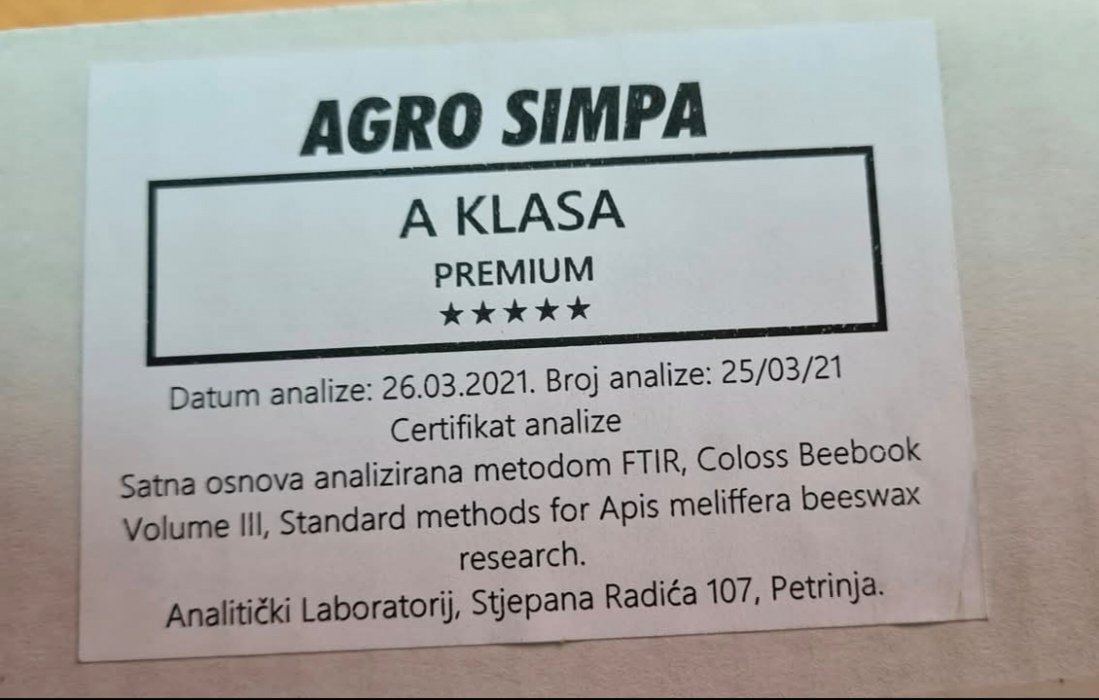 AGRO SIMPA
A KLASA
PREMIUM
★★★★★
Datum analize: 26.03.2021. Broj analize: 25/03/21
Certifikat analize
Satna osnova analizirana metodom FTIR, Coloss Beebook
Volume III, Standard methods for Apis meliffera beeswax
research.
Analitički Laboratorij, Stjepana Radića 107, Petrinja.